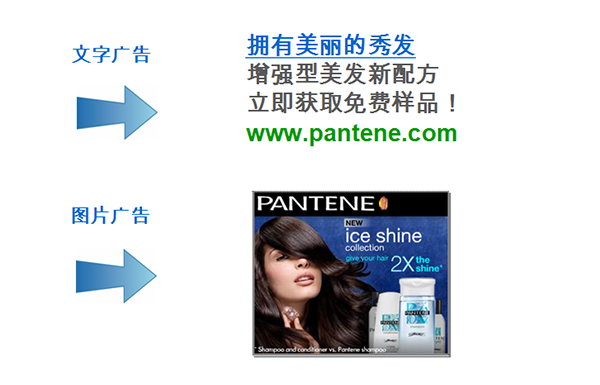 文字广告
拥有美丽的秀发
增强型美发新配方
立即获取免费样品！
www.pantene.com
图片广告
PANTENE
NEW
ice shine
collection
give your hair 2X the shine*
PANTENE
* Shampoo and conditioner vs. Pantene shampoo